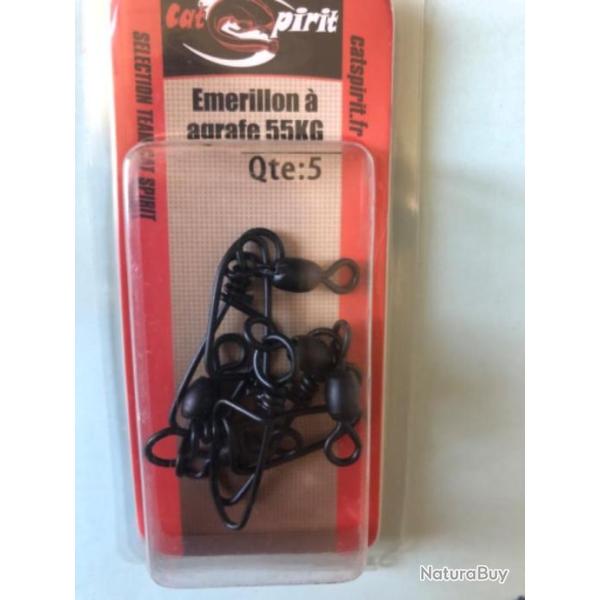 Cat Spirit
Emerillon à
agrafe 55KG
Qte:5
SELECTION TEAM CAT SPIRIT
catspirit.fr
NaturaBuy